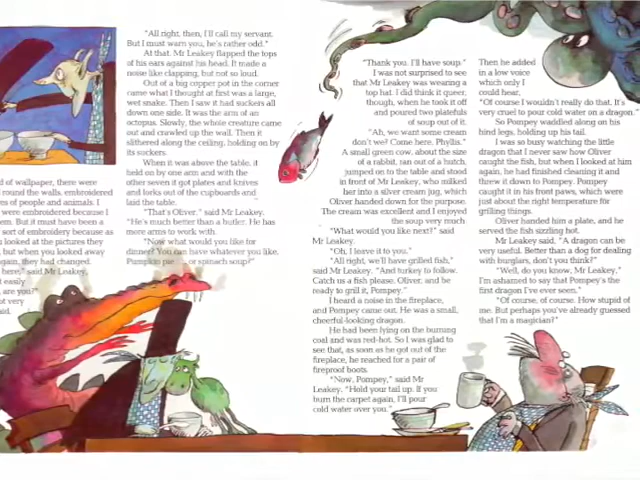 "All right, then, I'll call my servant.
But I must warn you, he's rather odd."
At that, Mr Leakey flapped the tops
of his ears against his head. It made a
noise like clapping, but not so loud.
Out of a big copper pot in the corner
came what I thought at first was a large,
wet snake. Then I saw it had suckers all
down one side. It was the arm of an
octopus. Slowly, the whole creature
came out and crawled up the wall. Then it
slithered along the ceiling, holding on by
its suckers.
When it was above the table, it
held on by one arm and with the
other seven it got plates and knives
and forks out of the cupboards and
laid the table.
"That's Oliver," said Mr Leakey.
"He's much better than a butler. He has
more arms to work with.
"Now what would you like for
dinner? You can have whatever you like.
Pumpkin or spinach soup?"
d of wallpaper, there were
round the walls, embroidered
es of people and animals. I
were embroidered because I
em. But it must have been a
sort of embroidery because as
looked at the pictures they
but when you looked away
again, they had changed.
here," said Mr Leakey,
easily
are you?"
very
"Thank you. I'll have soup."
I was not surprised to see
that Mr Leakey was wearing a
top hat. I did think it queer,
though, when he took it off
and poured two platefuls
of soup out of it.
"Ah, we want some cream
don't we? Come here, Phyllis."
A small green cow, about the size
of a rabbit, ran out of a hutch,
jumped on to the table and stood
in front of Mr Leakey, who milked
her into a silver cream jug, which
Oliver handed down for the purpose.
The cream was excellent and I enjoyed
the soup very much.
"What would you like next?" said
Mr Leakey.
"Oh, I leave it to you."
"All right, we'll have grilled fish,"
said Mr Leakey. "And turkey to follow.
Catch us a fish please, Oliver, and be
ready to grill it, Pompey."
I heard a noise in the fireplace,
and Pompey came out. He was a small,
cheerful-looking dragon.
He had been lying on the burning
coal and was red-hot. So I was glad to
see that, as soon as he got out of the
fireplace, he reached for a pair of
fireproof boots.
"Now, Pompey," said Mr
Leakey. "Hold your tail up. If you
burn the carpet again, I'll pour
cold water over you."
Then he added
in a low voice
which only I
could hear,
"Of course I wouldn't really do that. It's
very cruel to pour cold water on a dragon."
So Pompey waddled along on his
hind legs, holding up his tail.
I was so busy watching the little
dragon that I never saw how Oliver
caught the fish, but when I looked at him
again, he had finished cleaning it and
threw it down to Pompey. Pompey
caught it in his front paws, which were
just about the right temperature for
grilling things.
Oliver handed him a plate, and he
served the fish sizzling hot.
Mr Leakey said, "A dragon can be
very useful. Better than a dog for dealing
with burglars, don't you think?"
"Well, do you know, Mr Leakey,"
I'm ashamed to say that Pompey's the
first dragon I've ever seen."
"Of course, of course. How stupid of
me. But perhaps you've already guessed
that I'm a magician?"